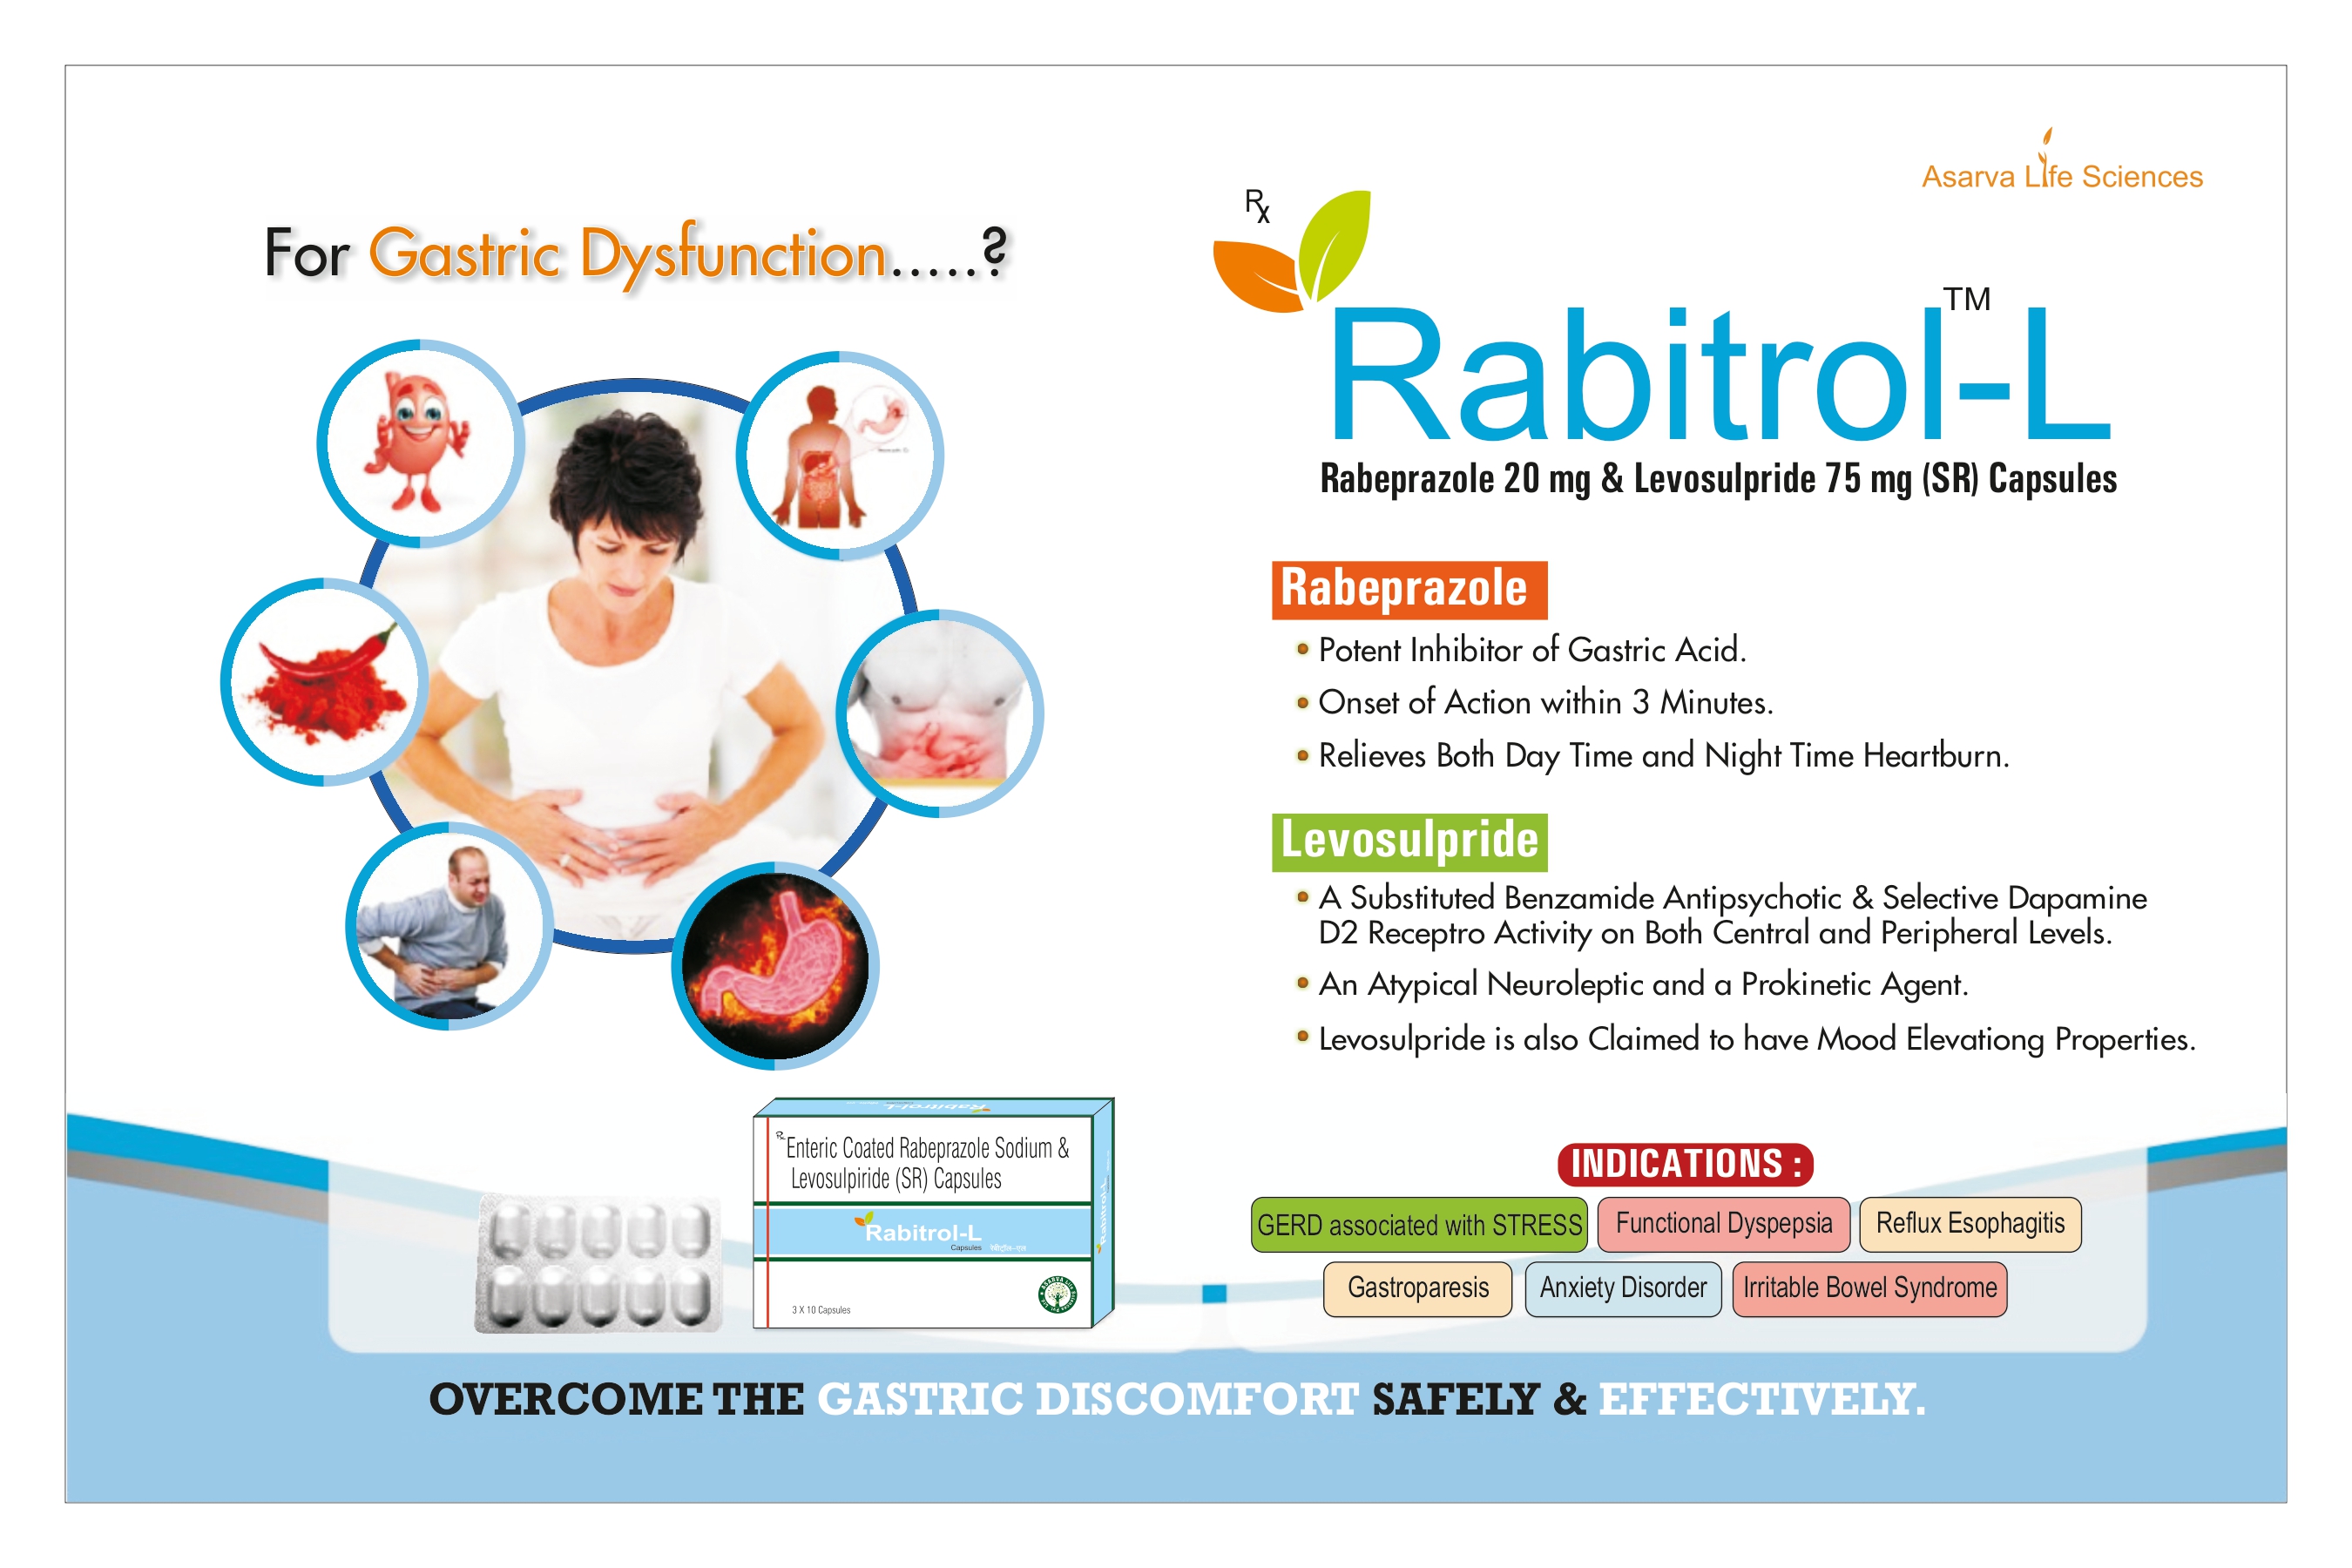 Asarva Life Sciences
For Gastric Dysfunction.....?
Rx
Rabitrol-L
TM
Rabeprazole 20 mg & Levosulpride 75 mg (SR) Capsules
Rabeprazole
Potent Inhibitor of Gastric Acid.
Onset of Action within 3 Minutes.
Relieves Both Day Time and Night Time Heartburn.
Levosulpride
A Substituted Benzamide Antipsychotic & Selective Dapamine
D2 Receptro Activity on Both Central and Peripheral Levels.
An Atypical Neuroleptic and a Prokinetic Agent.
Levosulpride is also Claimed to have Mood Elevationg Properties.
Rabitrol-L
Rx Enteric Coated Rabeprazole Sodium &
Levosulpiride (SR) Capsules
Rabitrol-L
Capsules रेबीट्रोल-एल
3 X 10 Capsules
Rabitrol-L
INDICATIONS :
GERD associated with STRESS
Functional Dyspepsia
Reflux Esophagitis
Gastroparesis
Anxiety Disorder
Irritable Bowel Syndrome
OVERCOME THE GASTRIC DISCOMFORT SAFELY & EFFECTIVELY.